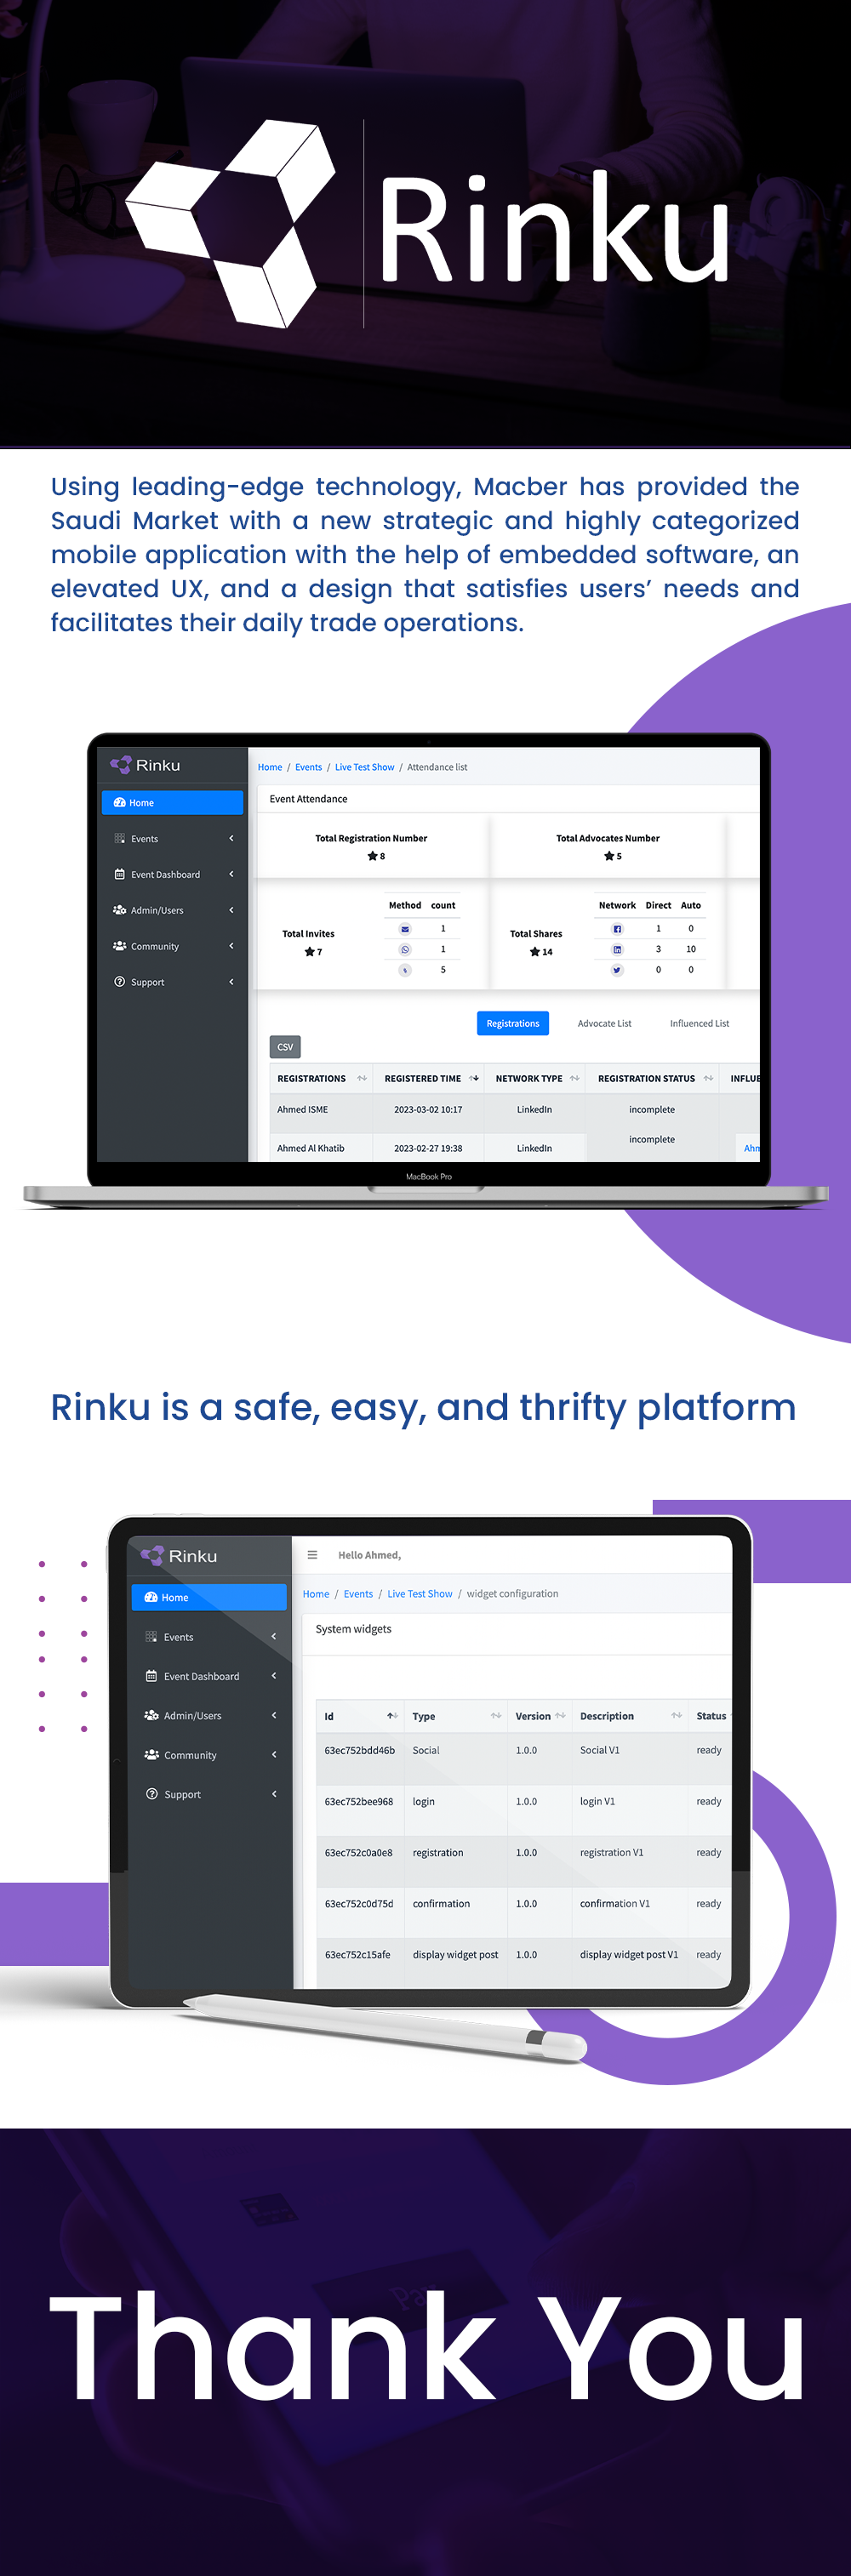 Rinku
Using leading-edge technology, Macber has provided the
Saudi Market with a new strategic and highly categorized
mobile application with the help of embedded software, an
elevated UX, and a design that satisfies users’ needs and
facilitates their daily trade operations.
Rinku
Home / Events / Live Test Show / Attendance list
Home
Event Attendance
Events
Total Registration Number
Total Advocates Number
8
5
Event Dashboard
Admin/Users
Method count
Network Direct Auto
Total Invites
1
Total Shares
1 0
Community
7
1
14
3 10
5
0 0
Support
Registrations
Advocate List
Influenced List
CSV
REGISTRATIONS REGISTERED TIME NETWORK TYPE REGISTRATION STATUS INFLUE
Ahmed ISME 2023-03-02 10:17 LinkedIn incomplete
Ahmed Al Khatib 2023-02-27 19:38 LinkedIn incomplete
MacBook Pro
Rinku is a safe, easy, and thrifty platform
Rinku
Hello Ahmed,
Home
Home / Events / Live Test Show / widget configuration
Events
System widgets
Event Dashboard
Admin/Users
Community
Support
Id Type Version Description Status
63ec752bdd46b Social 1.0.0 Social V1 ready
63ec752bee968 login 1.0.0 login V1 ready
63ec752c0a0e8 registration 1.0.0 registration V1 ready
63ec752c0d75d confirmation 1.0.0 confirmation V1 ready
63ec752c15afe display widget post 1.0.0 display widget post V1 ready
Thank You